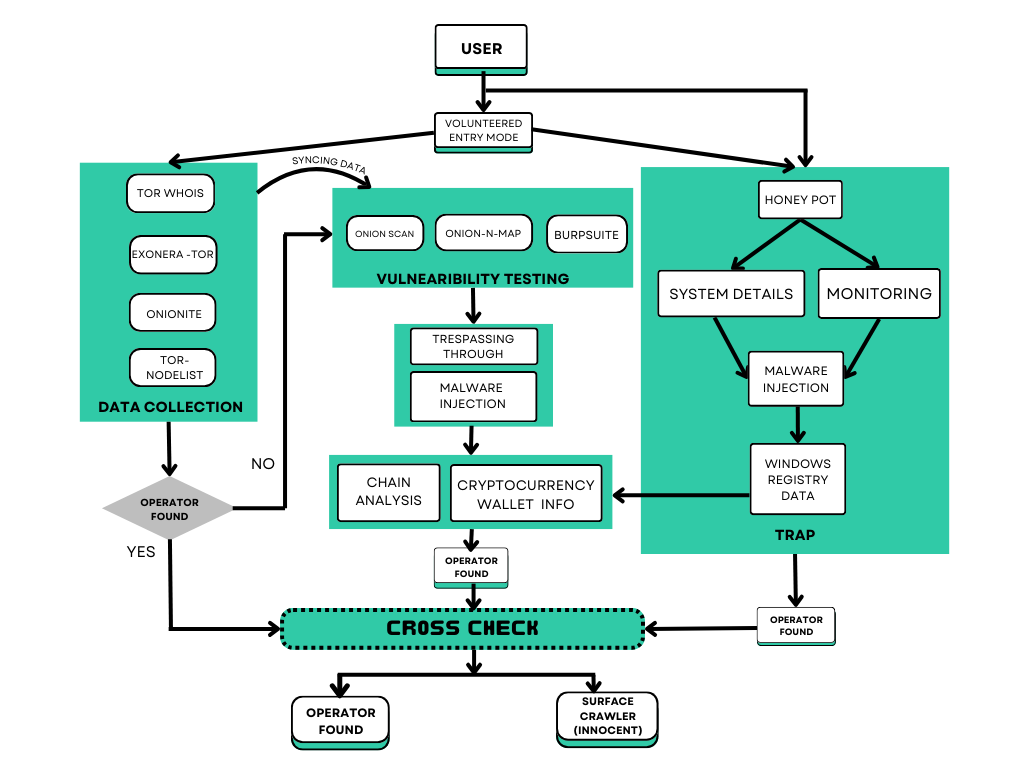 USER
VOLUNTEERED
ENTRY MODE
SYNCING DATA
TOR WHOIS
EXONERA -TOR
ONIONITE
TOR-
NODELIST
DATA COLLECTION
ONION SCAN
ONION-N-MAP
BURPSUITE
VULNEARIBILITY TESTING
TRESPASSING
THROUGH
MALWARE
INJECTION
CHAIN
ANALYSIS
CRYPTOCURRENCY
WALLET INFO
OPERATOR
FOUND
HONEY POT
SYSTEM DETAILS
MONITORING
MALWARE
INJECTION
WINDOWS
REGISTRY
DATA
TRAP
OPERATOR
FOUND
NO
OPERATOR
FOUND
YES
CROSS CHECK
OPERATOR
FOUND
SURFACE
CRAWLER
(INNOCENT)